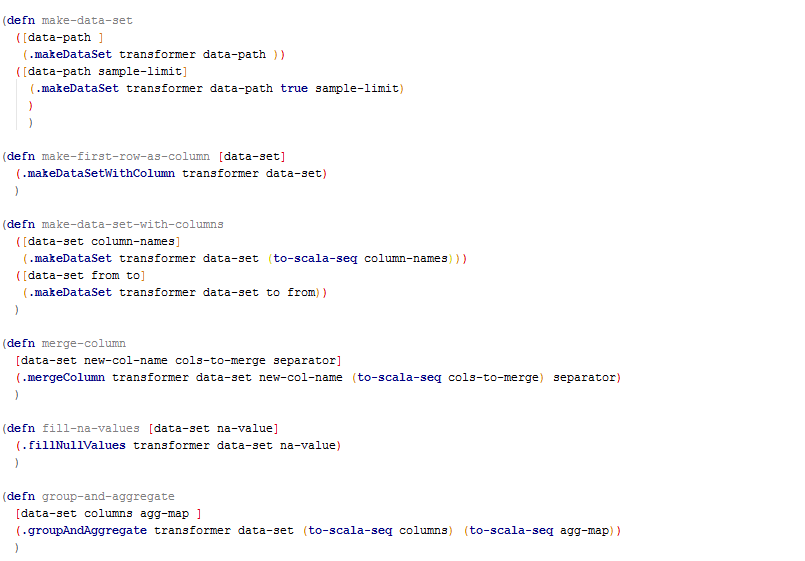 (defn make-data-set
([data-path ]
(.makeDataSet transformer data-path ))
([data-path sample-limit]
(.makeDataSet transformer data-path true sample-limit)
)
)
(defn make-first-row-as-column [data-set]
(.makeDataSetWithColumn transformer data-set)
)
(defn make-data-set-with-columns
([data-set column-names]
(.makeDataSet transformer data-set (to-scala-seq column-names)))
([data-set from to]
(.makeDataSet transformer data-set to from))
)
(defn merge-column
[data-set new-col-name cols-to-merge separator]
(.mergeColumn transformer data-set new-col-name (to-scala-seq cols-to-merge) separator)
)
(defn fill-na-values [data-set na-value]
(.fillNullValues transformer data-set na-value)
)
(defn group-and-aggregate
[data-set columns agg-map ]
(.groupAndAggregate transformer data-set (to-scala-seq columns) (to-scala-seq agg-map))
)